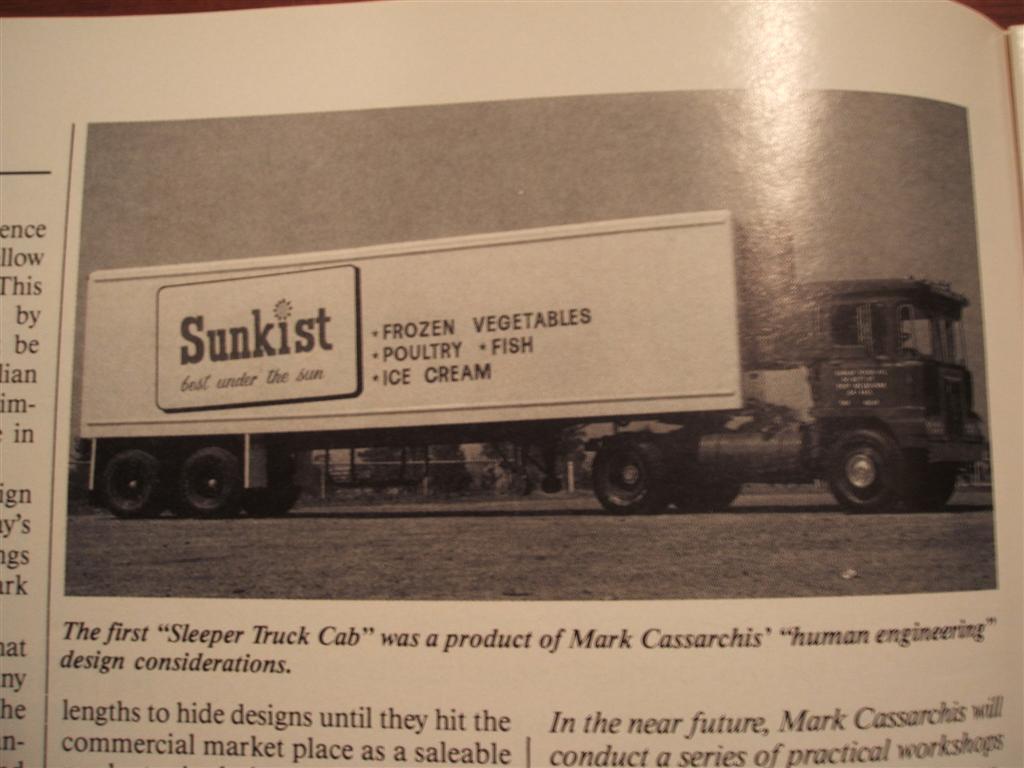 ence
llow
This
by
be
lian
im-
in
ign
y's
ngs
ark
hat
ny
he
un-
Sunkist
best under the sun
• FROZEN VEGETABLES
• POULTRY • FISH
• ICE CREAM
The first “Sleeper Truck Cab” was a product of Mark Cassarchis’ “human engineering”
design considerations.
lengths to hide designs until they hit the
commercial market place as a saleable
In the near future, Mark Cassarchis will
conduct a series of practical workshops